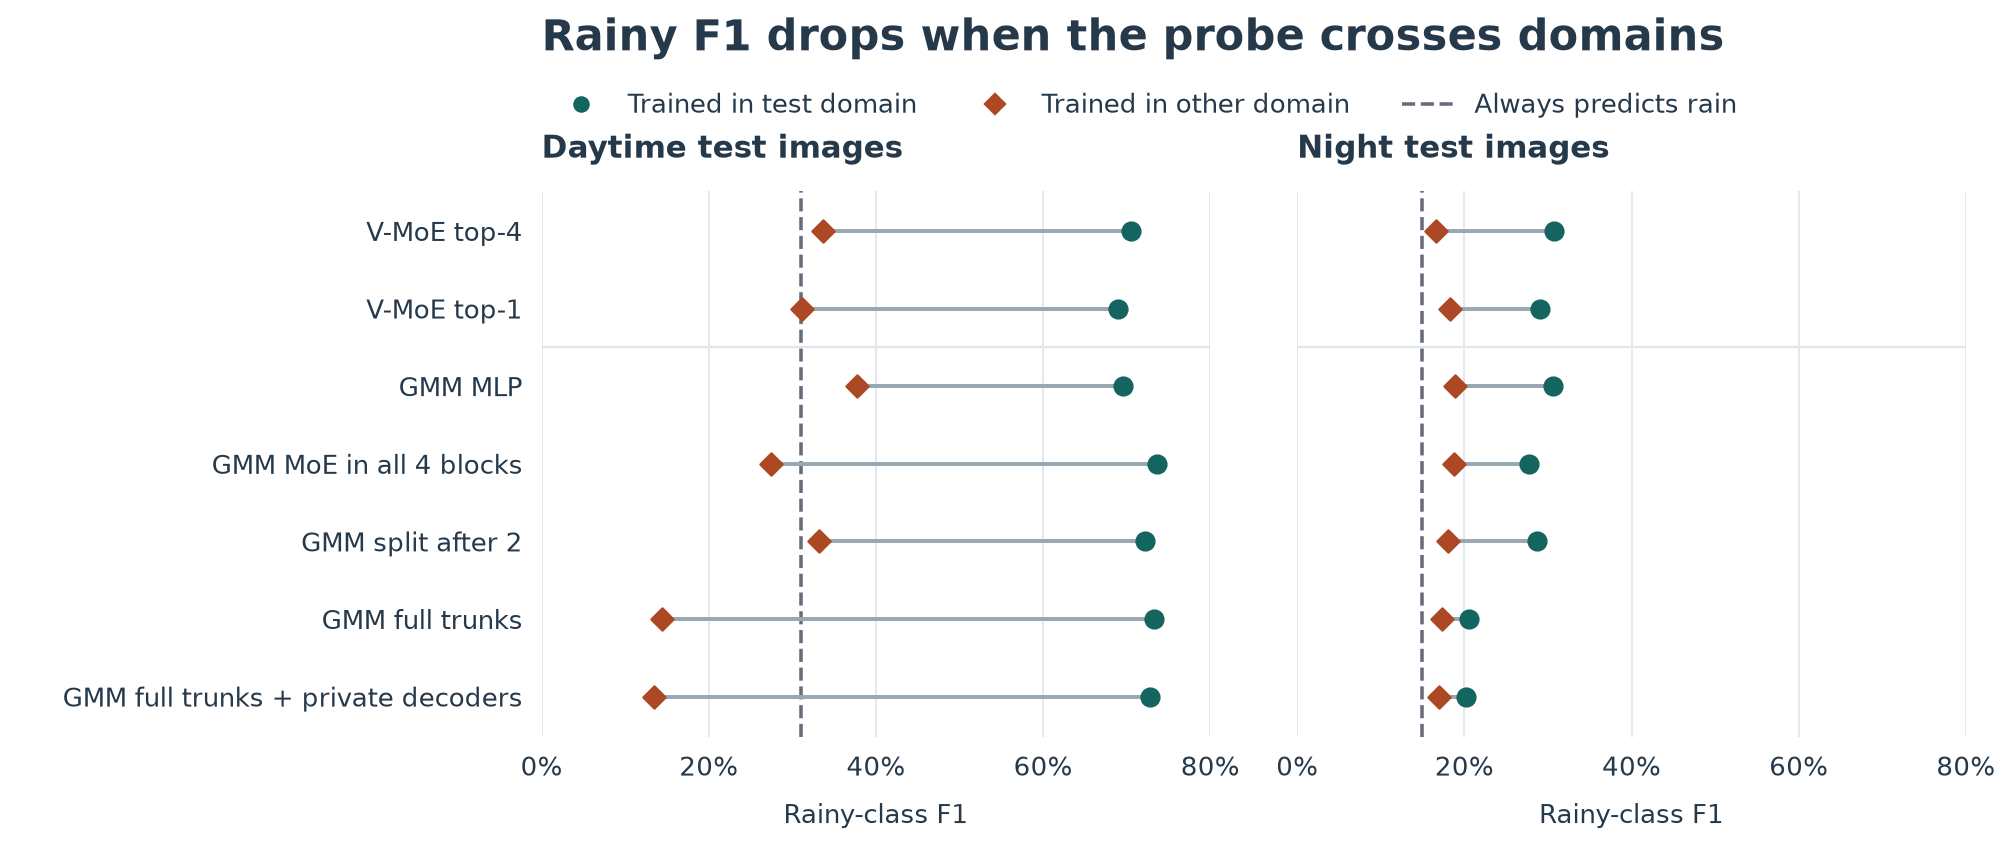 Rainy F1 drops when the probe crosses domains
Trained in test domain
Trained in other domain
Always predicts rain
Daytime test images
Night test images
V-MoE top-4
V-MoE top-1
GMM MLP
GMM MoE in all 4 blocks
GMM split after 2
GMM full trunks
GMM full trunks + private decoders
0% 20% 40% 60% 80%
0% 20% 40% 60% 80%
Rainy-class F1
Rainy-class F1